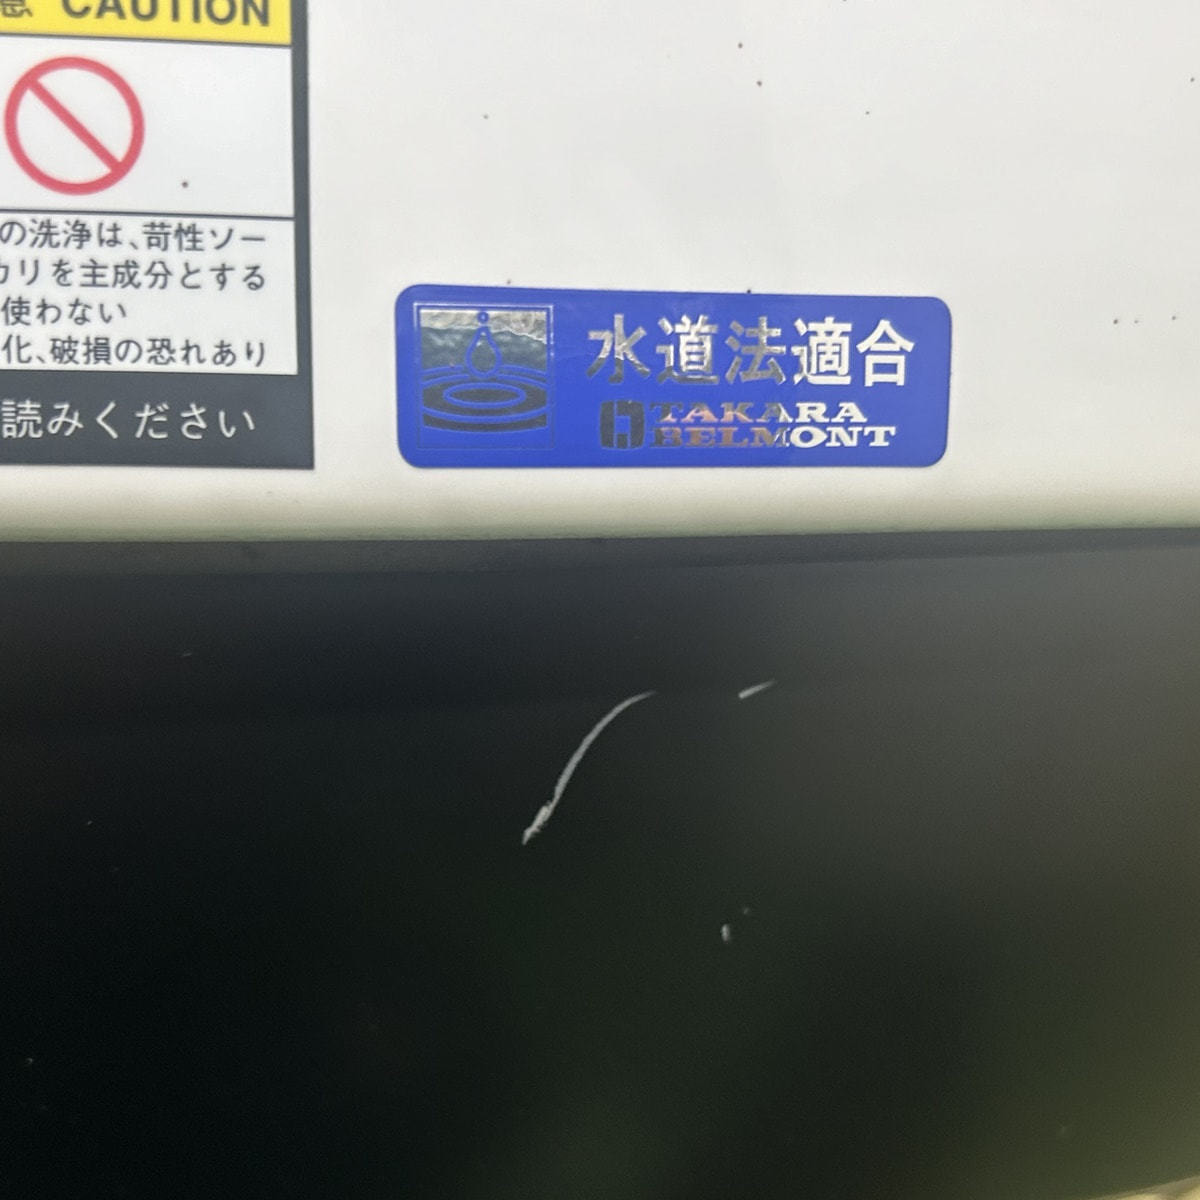 CAUTION
の洗浄は、苛性ソー
カリを主成分とする
使わない
化、破損の恐れあり
読みください
水道法適合
TAKARA
BELMONT